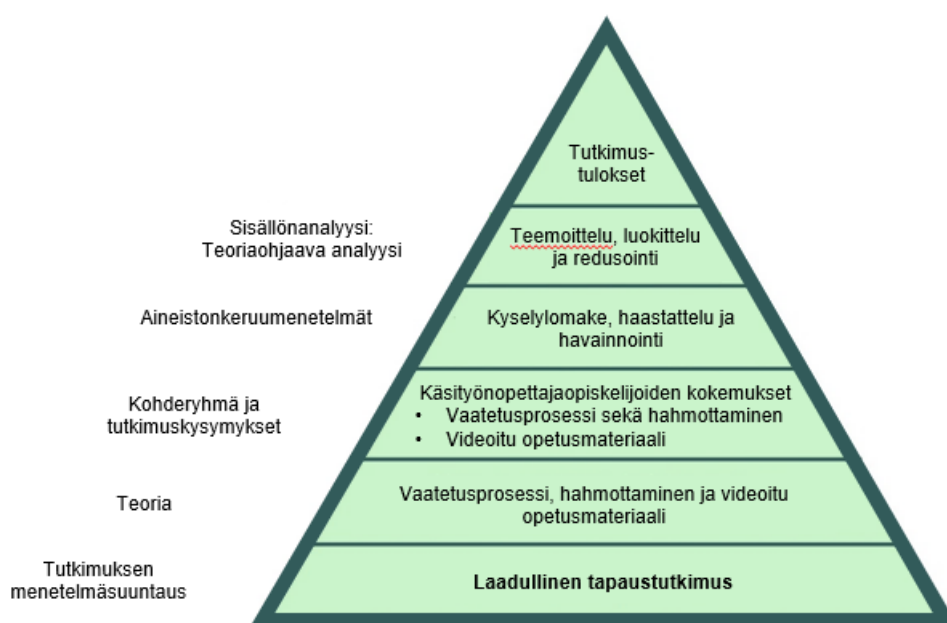 Tutkimus-
tulokset
Sisällönanalyysi:
Teoriaohjaava analyysi
Teemoittelu, luokittelu
ja redusointi
Aineistonkeruumenetelmät
Kyselylomake, haastattelu ja
havainnointi
Kohderyhmä ja
tutkimuskysymykset
Käsityönopettajaopiskelijoiden kokemukset
• Vaatetusprosessi sekä hahmottaminen
• Videoitu opetusmateriaali
Teoria
Vaatetusprosessi, hahmottaminen ja videoitu
opetusmateriaali
Tutkimuksen
menetelmäsuuntaus
Laadullinen tapaustutkimus